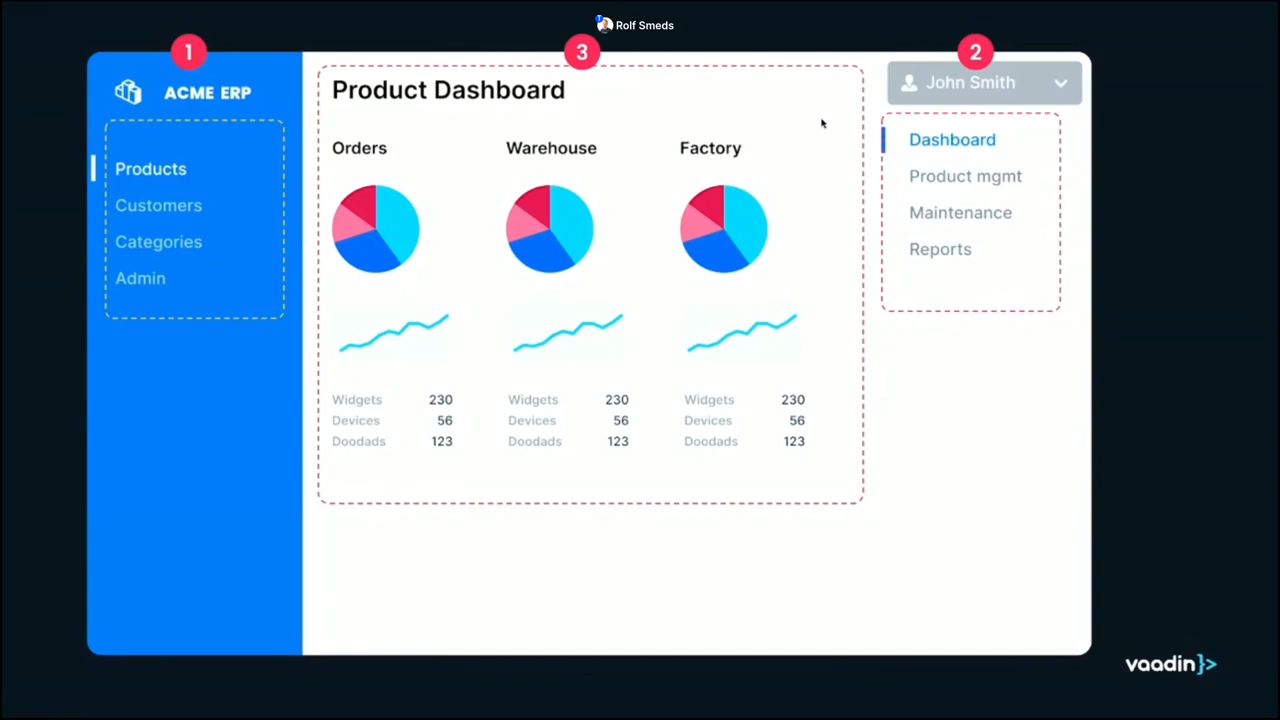 Rolf Smeds
1
3
2
ACME ERP
Products
Customers
Categories
Admin
Product Dashboard
Orders Warehouse Factory
Widgets 230 Widgets 230 Widgets 230
Devices 56 Devices 56 Devices 56
Doodads 123 Doodads 123 Doodads 123
John Smith
Dashboard
Product mgmt
Maintenance
Reports
vaadin}>